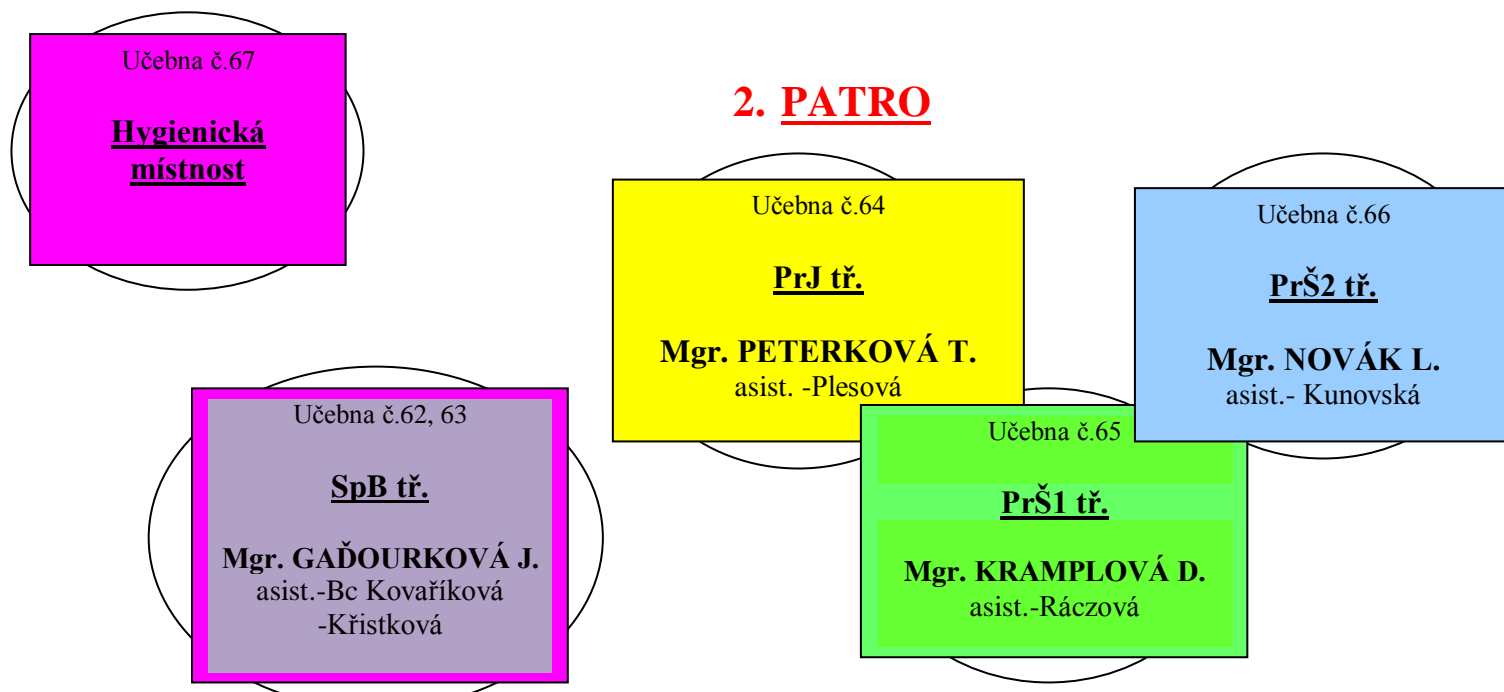 Učebna č.67
Hygienická
místnost
2. PATRO
Učebna č.64
PrJ tř.
Mgr. PETERKOVÁ T.
asist. -Plesová
Učebna č.66
PrŠ2 tř.
Mgr. NOVÁK L.
asist.- Kunovská
Učebna č.62, 63
SpB tř.
Mgr. GAĎOURKOVÁ J.
asist.-Bc Kovaříková
-Křistková
Učebna č.65
PrŠ1 tř.
Mgr. KRAMPLOVÁ D.
asist.-Ráczová